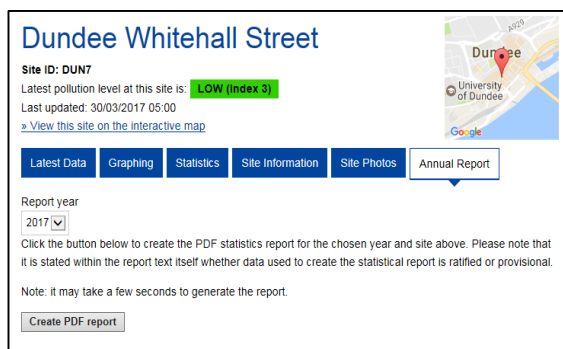 Dundee Whitehall Street
Site ID: DUN7
Latest pollution level at this site is: LOW (Index 3)
Last updated: 30/03/2017 05:00
» View this site on the interactive map
A929
Dundee
University
of Dundee
Google
Latest Data Graphing Statistics Site Information Site Photos Annual Report
Report year
2017
Click the button below to create the PDF statistics report for the chosen year and site above. Please note that
it is stated within the report text itself whether data used to create the statistical report is ratified or provisional.
Note: it may take a few seconds to generate the report.
Create PDF report